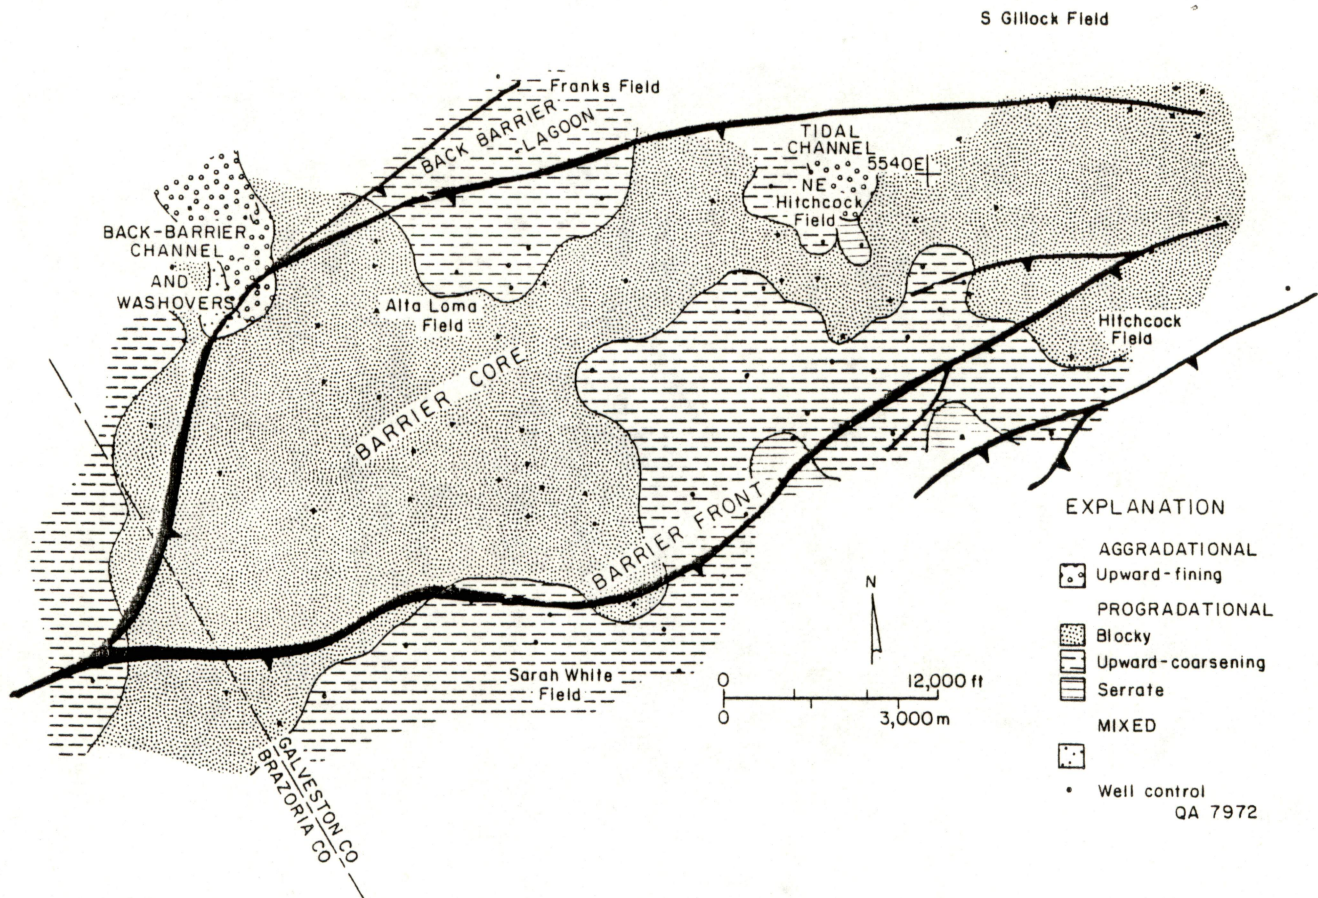 S Gillock Field
Franks Field
BACK BARRIER
-LAGOON
TIDAL
CHANNEL
5540E
NE
Hitchcock
Field
BACK-BARRIER
CHANNEL
AND
WASHOVERS
Alta Loma
Field
Hitchcock
Field
BARRIER CORE
BARRIER FRONT
Sarah White
Field
GALVESTON CO
BRAZORIA CO
N
0 12,000 ft
0 3,000 m
EXPLANATION
AGGRADATIONAL
Upward-fining
PROGRADATIONAL
Blocky
Upward-coarsening
Serrate
MIXED
Well control
QA 7972